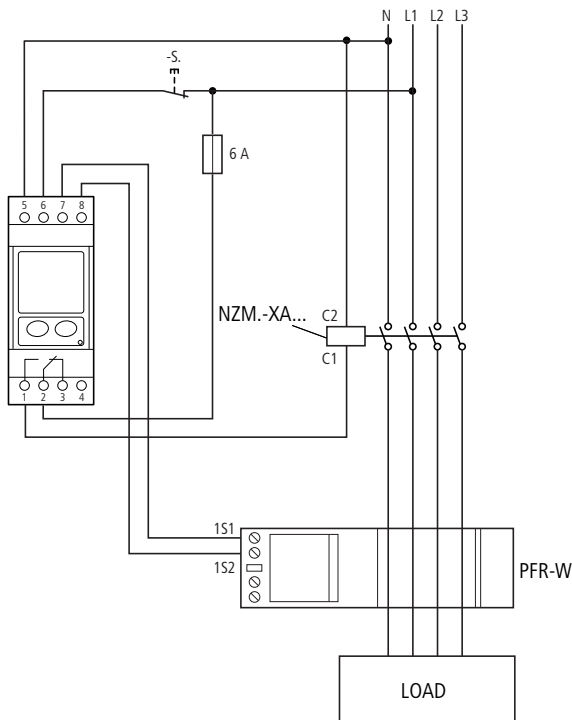 N L1 L2 L3
-S.
6 A
5 6 7 8
NZM.-XA...
C2
C1
1 2 3 4
1S1
1S2
PFR-W
LOAD